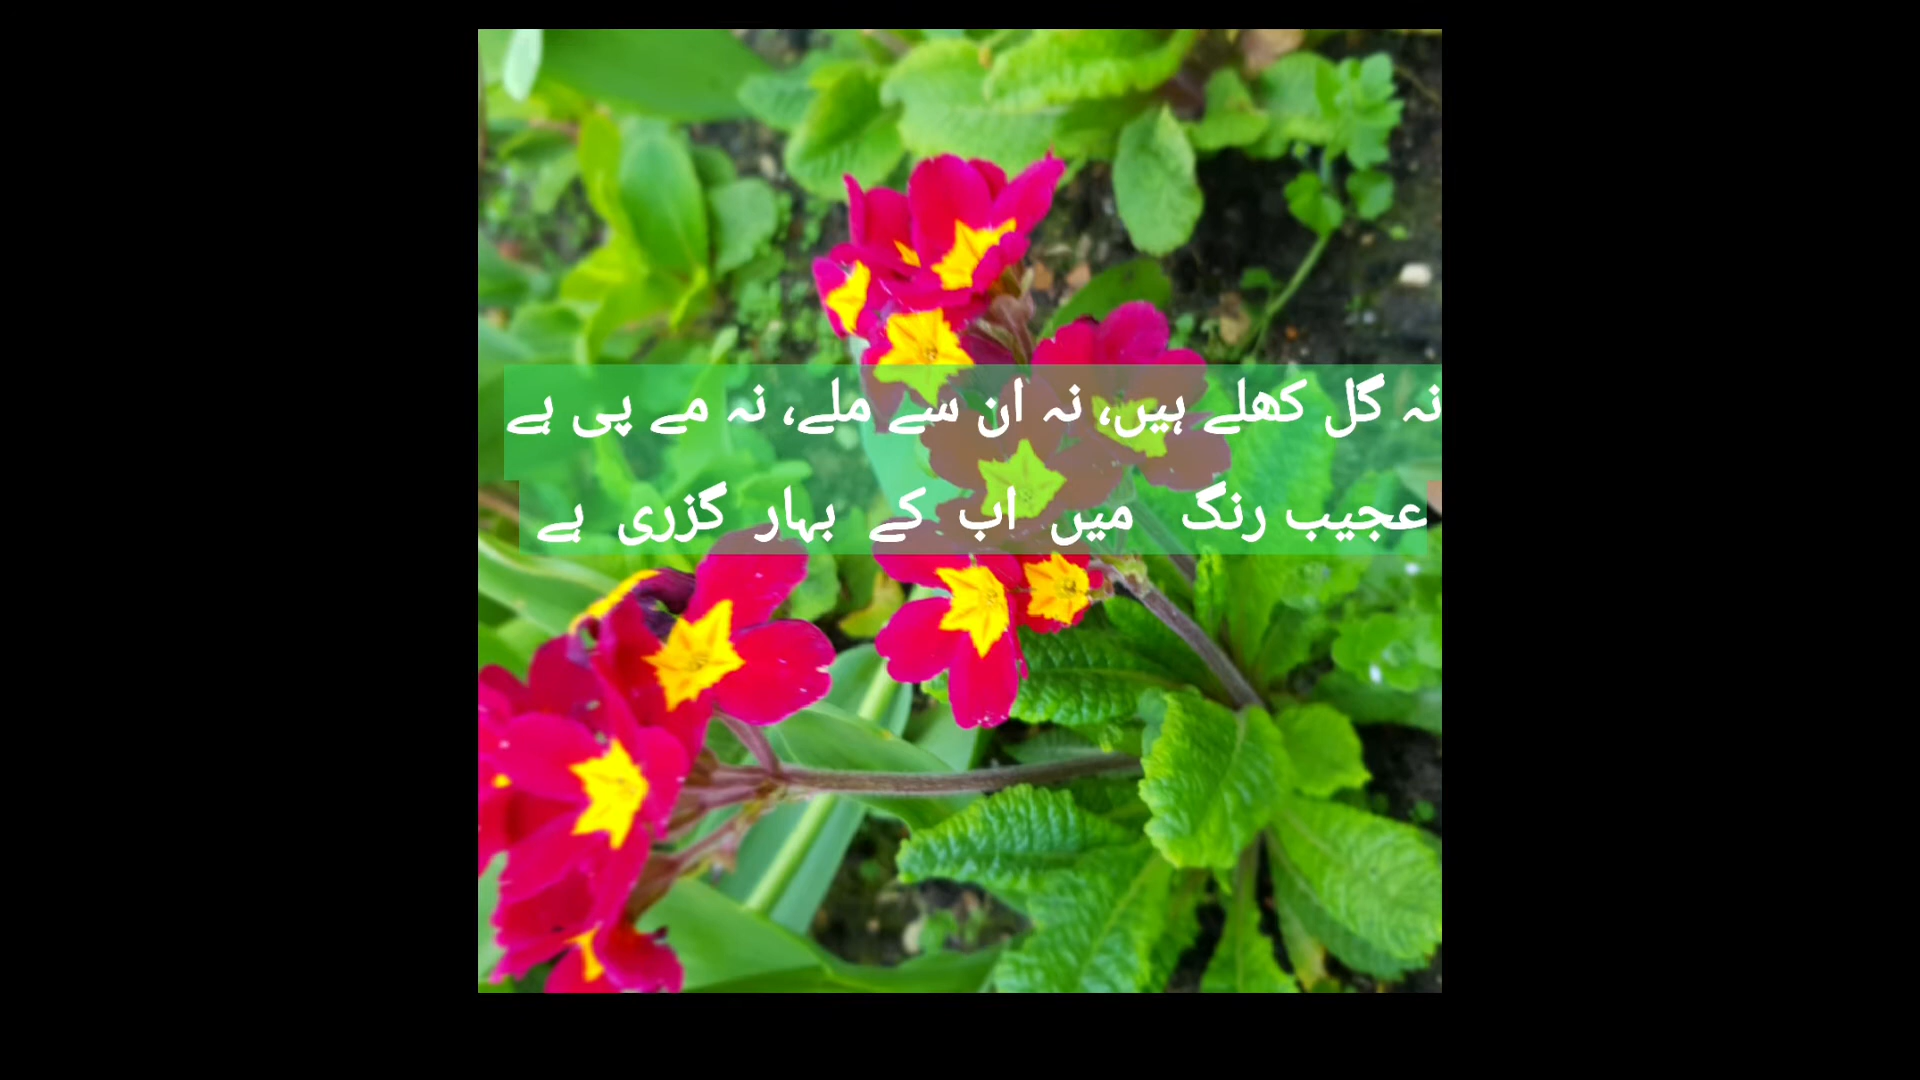 نہ گل کھلے ہیں، نہ ان سے ملے، نہ مے پی ہے
عجیب رنگ میں اب کے بہار گزری ہے